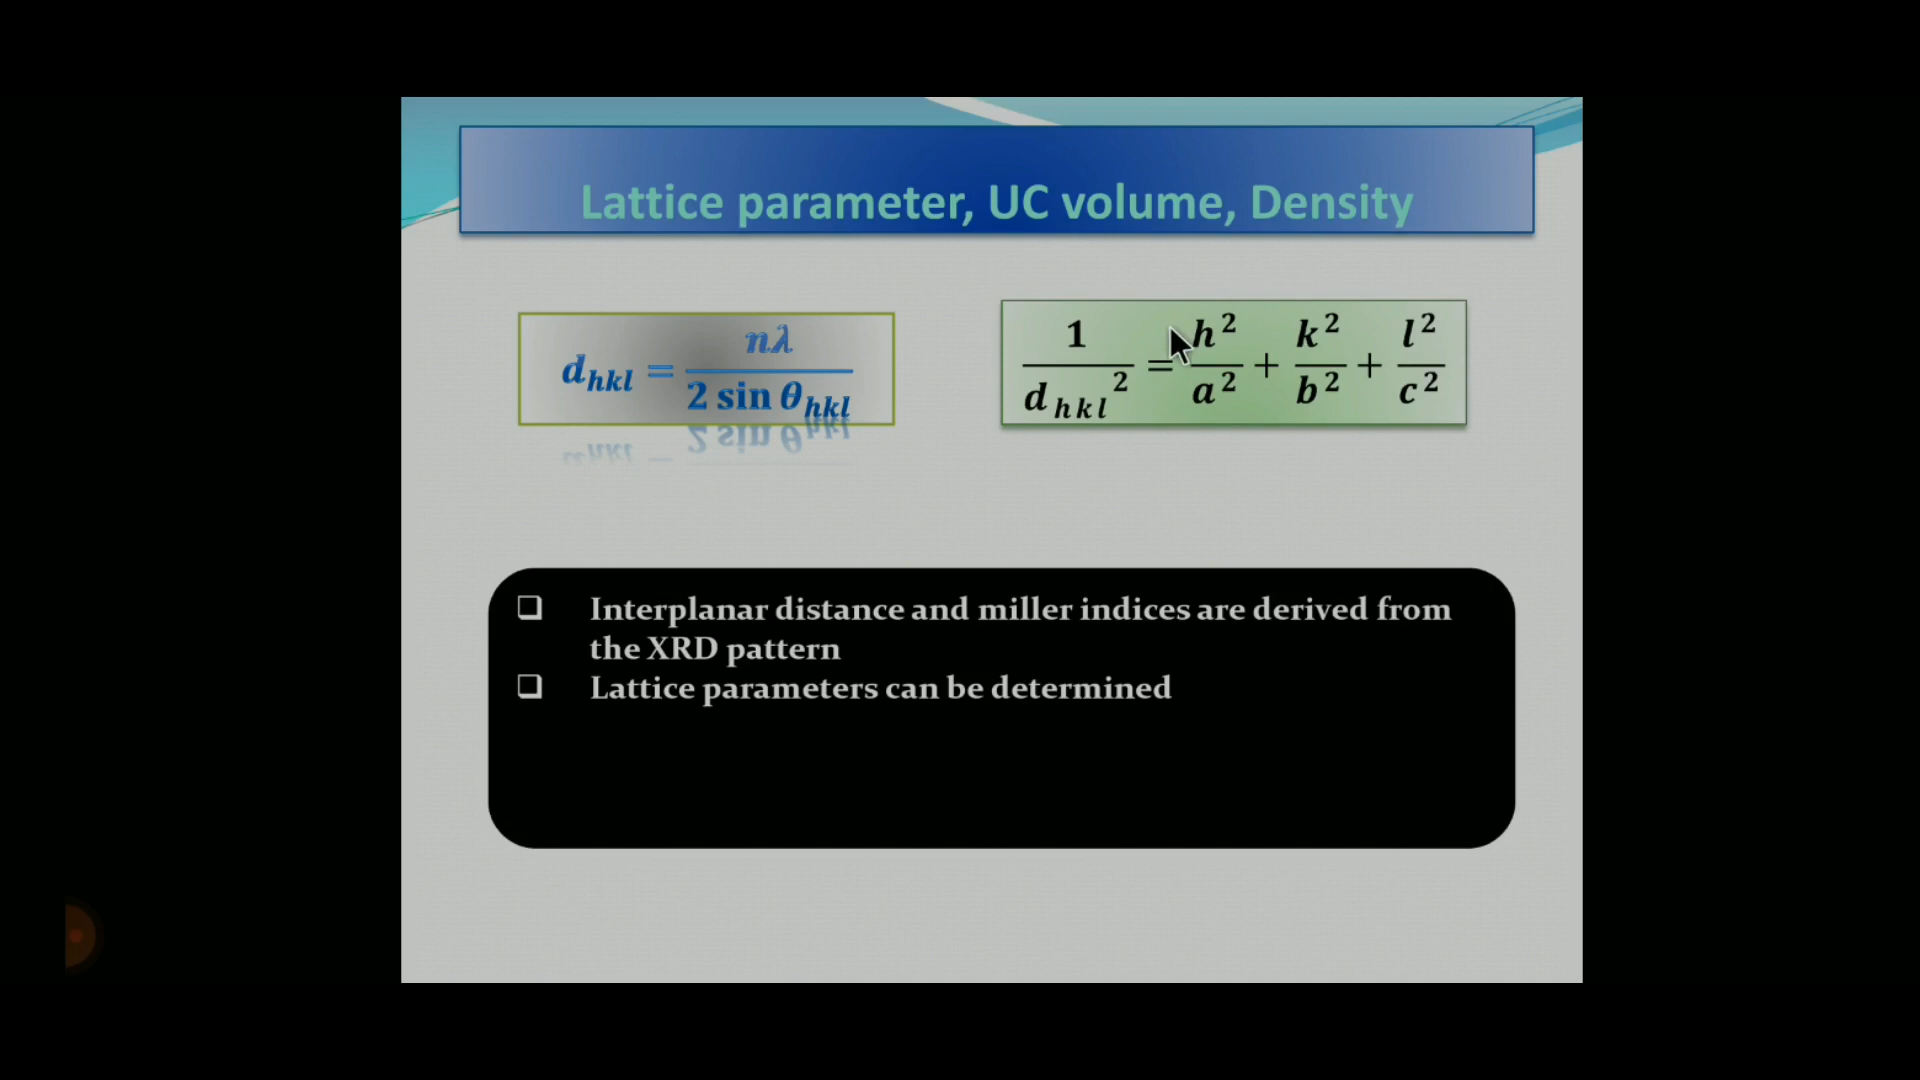 Lattice parameter, UC volume, Density
d_hkl = nλ / 2 sin θ_hkl
1 / d_hkl² = h²/a² + k²/b² + l²/c²
❑ Interplanar distance and miller indices are derived from
the XRD pattern
❑ Lattice parameters can be determined